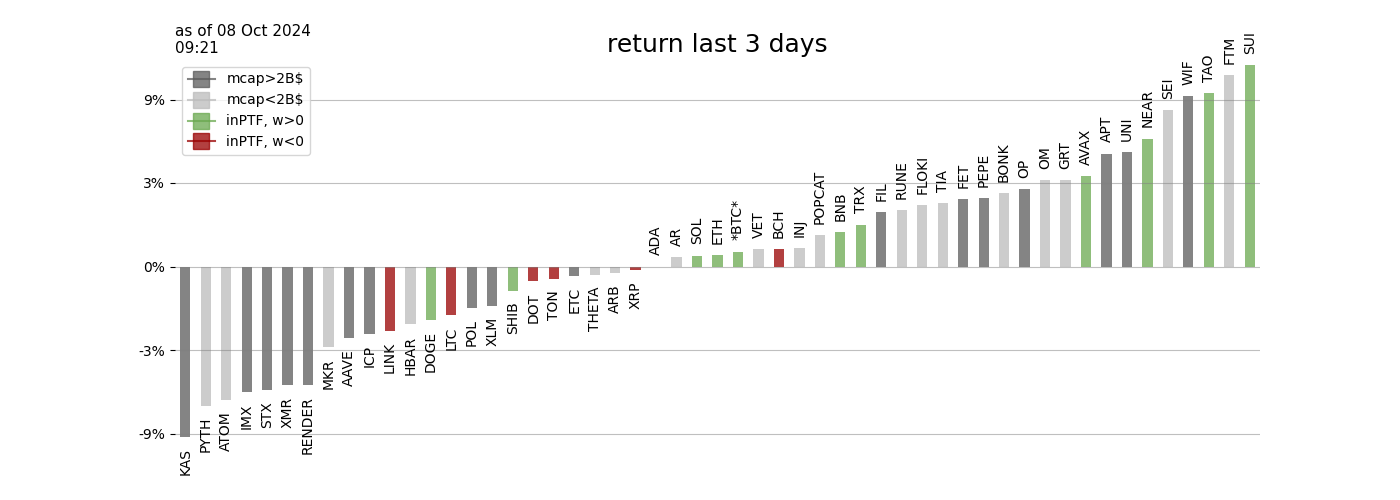 as of 08 Oct 2024
09:21
return last 3 days
mcap>2B$
mcap<2B$
inPTF, w>0
inPTF, w<0
9%
3%
0%
-3%
-9%
KAS
PYTH
ATOM
IMX
STX
XMR
RENDER
MKR
AAVE
ICP
LINK
HBAR
DOGE
LTC
POL
XLM
SHIB
DOT
TON
ETC
THETA
ARB
XRP
ADA
AR
SOL
ETH
*BTC*
VET
BCH
INJ
POPCAT
BNB
TRX
FIL
RUNE
FLOKI
TIA
FET
PEPE
BONK
OP
OM
GRT
AVAX
APT
UNI
NEAR
SEI
WIF
TAO
FTM
SUI